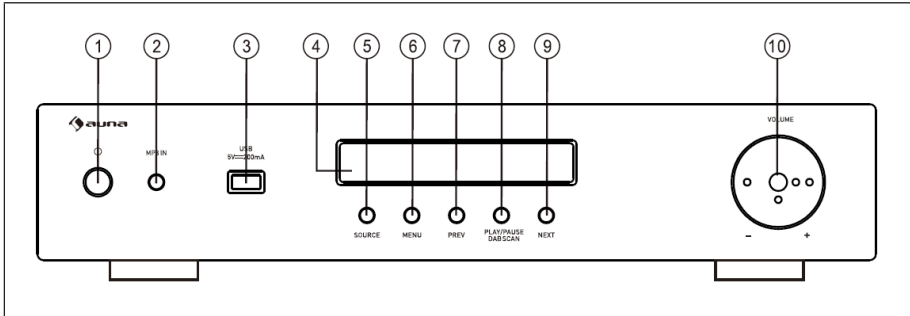 1 2 3 4 5 6 7 8 9 10
auna
MP3 IN
USB
5V⎓200mA
VOLUME
SOURCE
MENU
PREV
PLAY/PAUSE
DAB SCAN
NEXT
− +